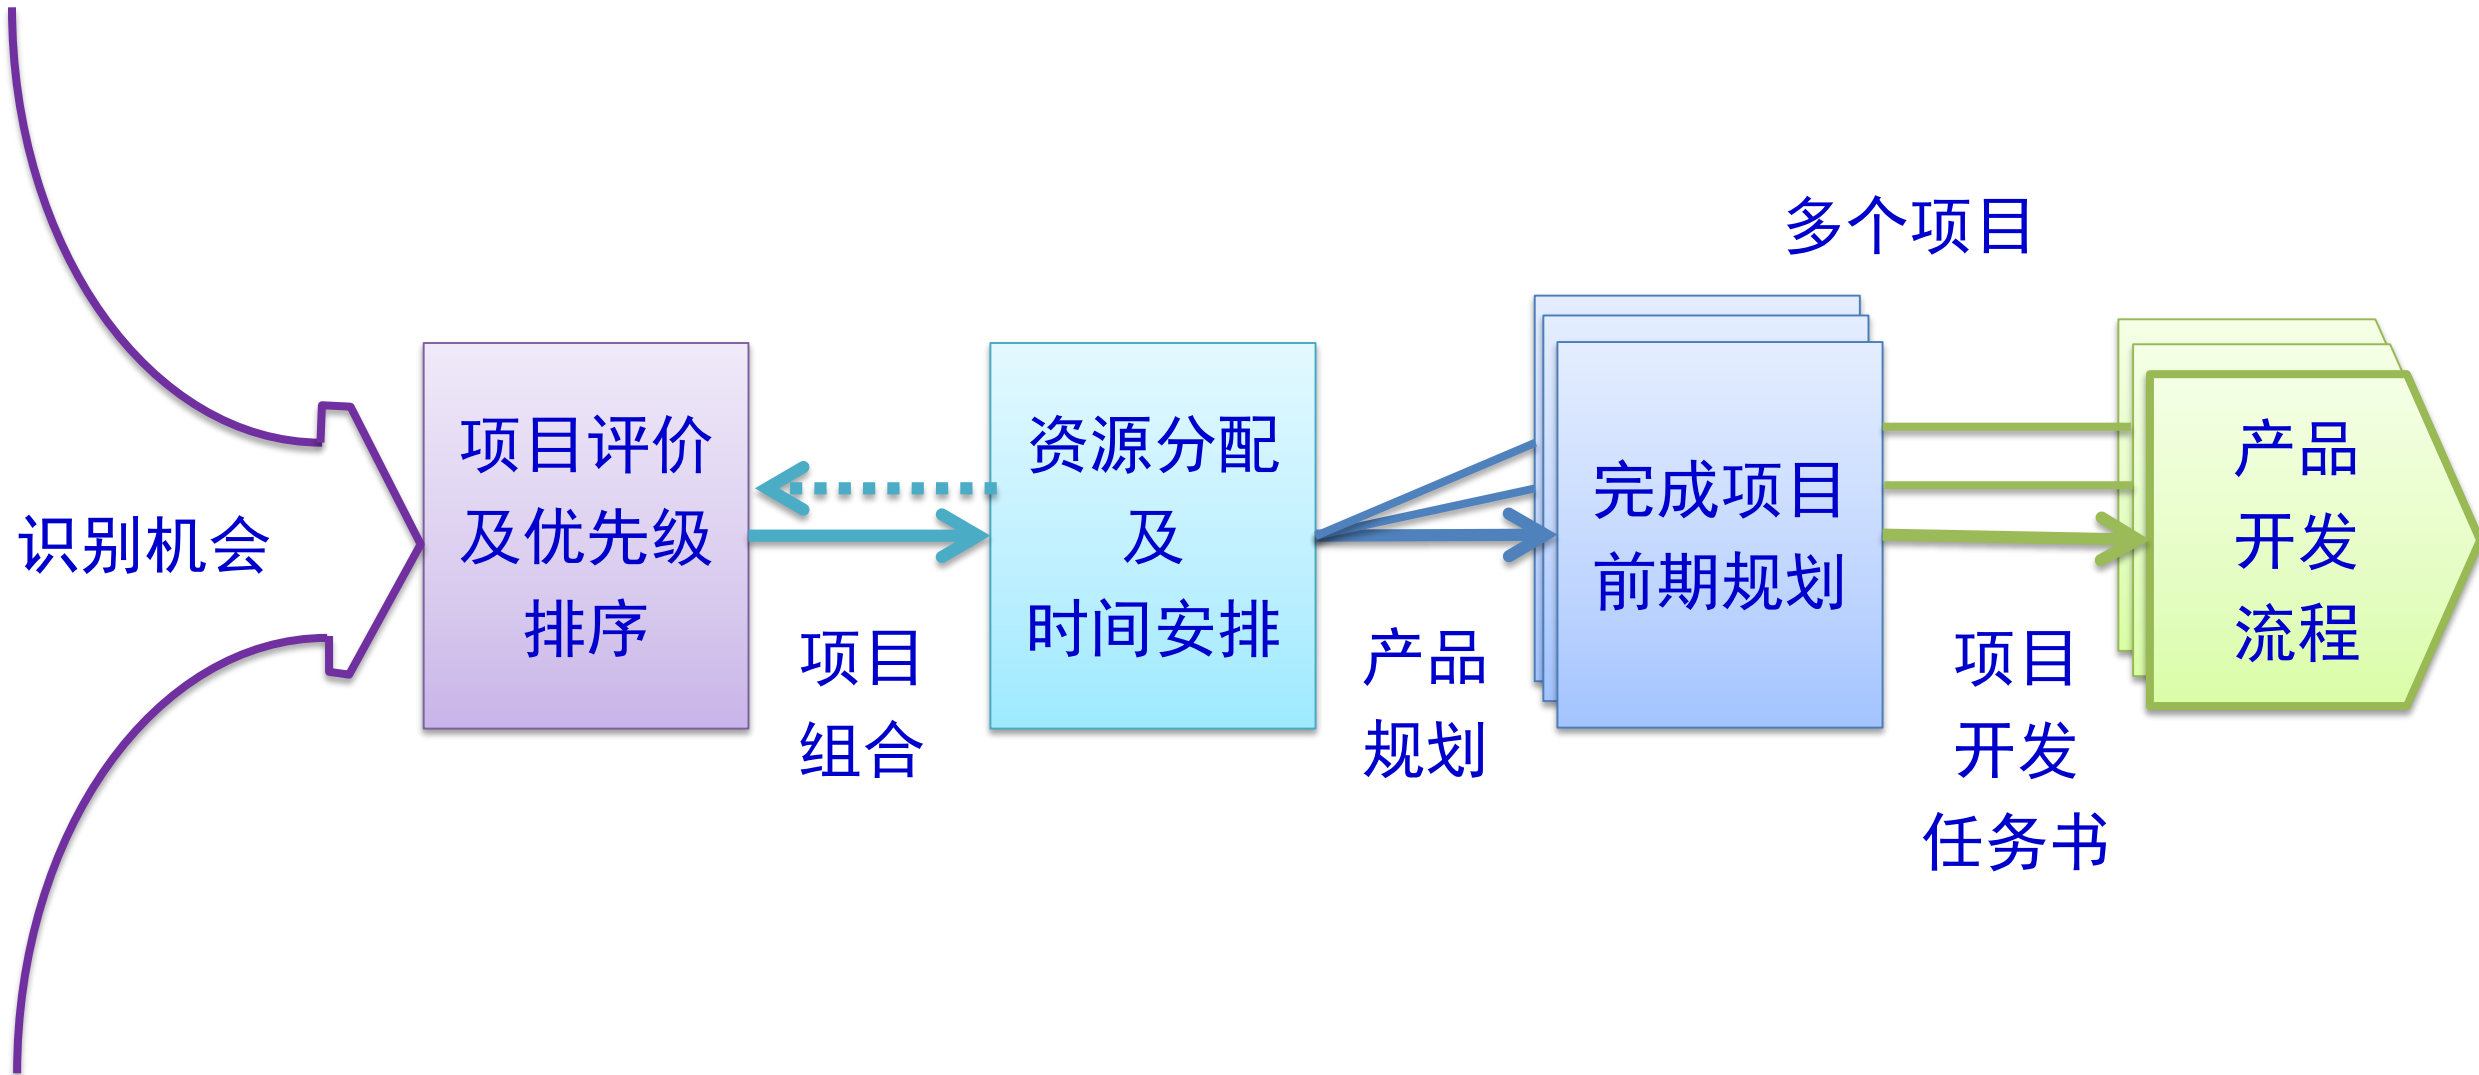 多个项目
识别机会
项目评价
及优先级
排序
项目
组合
资源分配
及
时间安排
产品
规划
完成项目
前期规划
项目
开发
任务书
产品
开发
流程